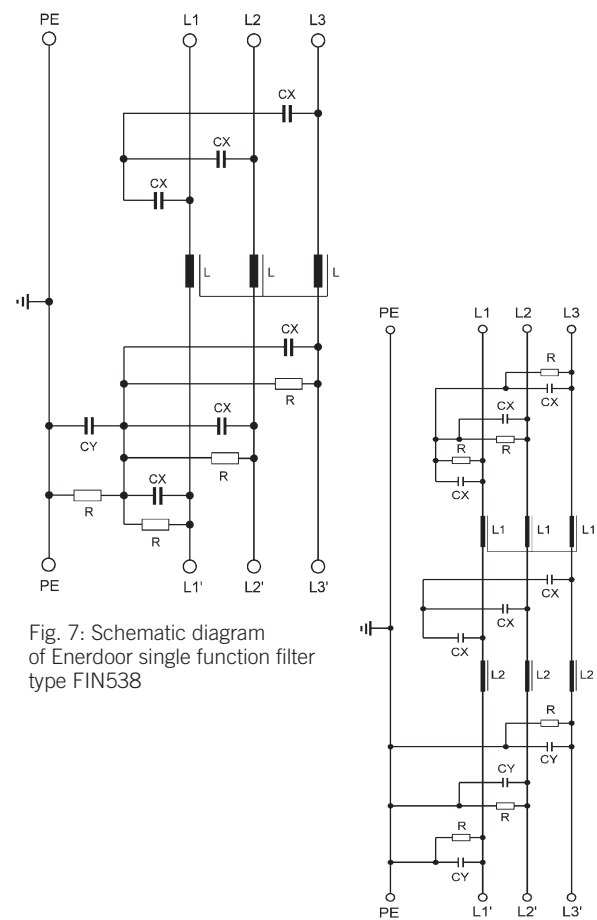 PE L1 L2 L3
CX
CX
CX
L L L
CX
R
CX
CY
R
CX
R
R
PE L1' L2' L3'
Fig. 7: Schematic diagram
of Enerdoor single function filter
type FIN538
PE L1 L2 L3
R
CX
CX
R R
CX
L1 L1 L1
CX
CX
CX
L2 L2 L2
R
CY
CY
R
R
CY
PE L1' L2' L3'